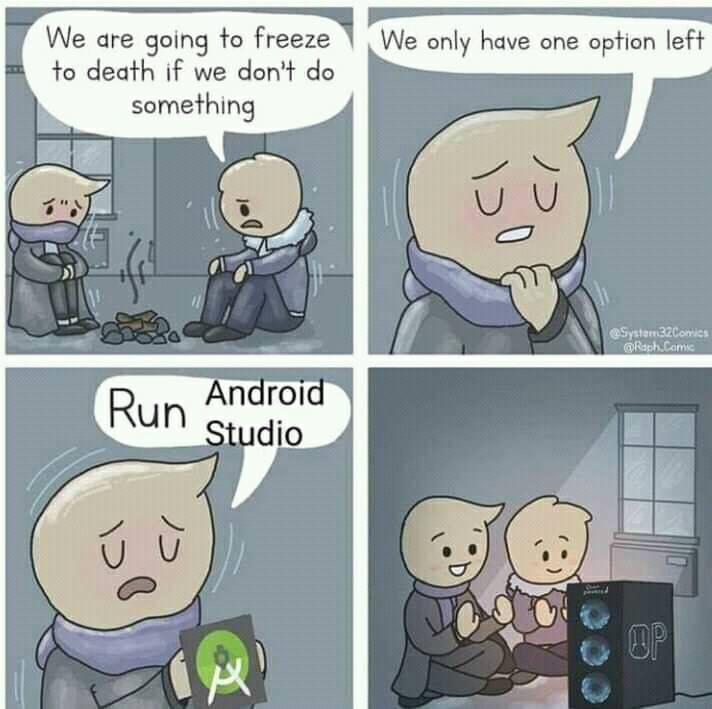 We are going to freeze
to death if we don't do
something
We only have one option left
@System32Comics
@Raph_Comic
Run Android
Studio
OP